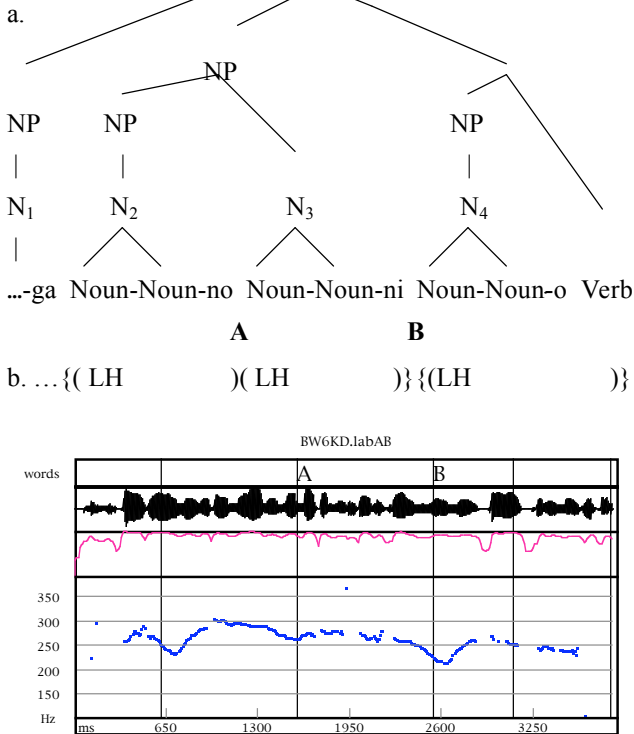 a.
NP
NP NP NP
N₁ N₂ N₃ N₄
...-ga Noun-Noun-no Noun-Noun-ni Noun-Noun-o Verb
A B
b. ...{( LH )( LH )}{(LH )}
BW6KD.labAB
words A B
350
300
250
200
150
Hz
ms 650 1300 1950 2600 3250